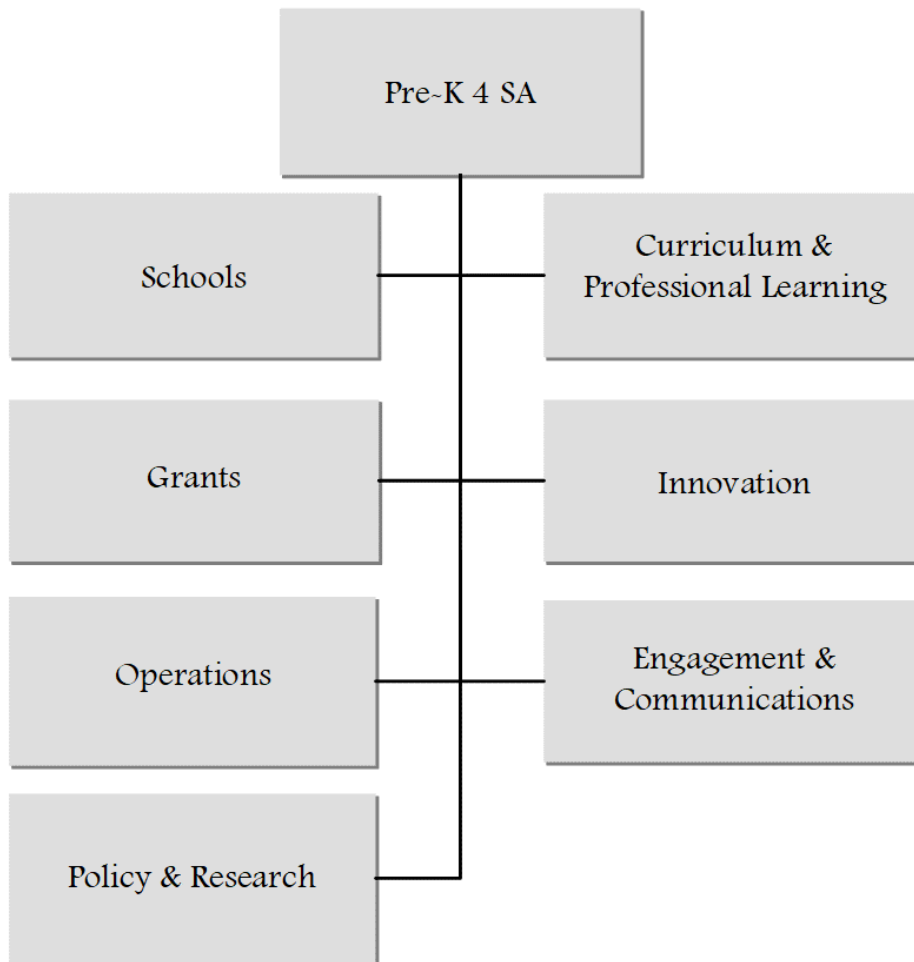 Pre-K 4 SA
Schools
Curriculum &
Professional Learning
Grants
Innovation
Operations
Engagement &
Communications
Policy & Research